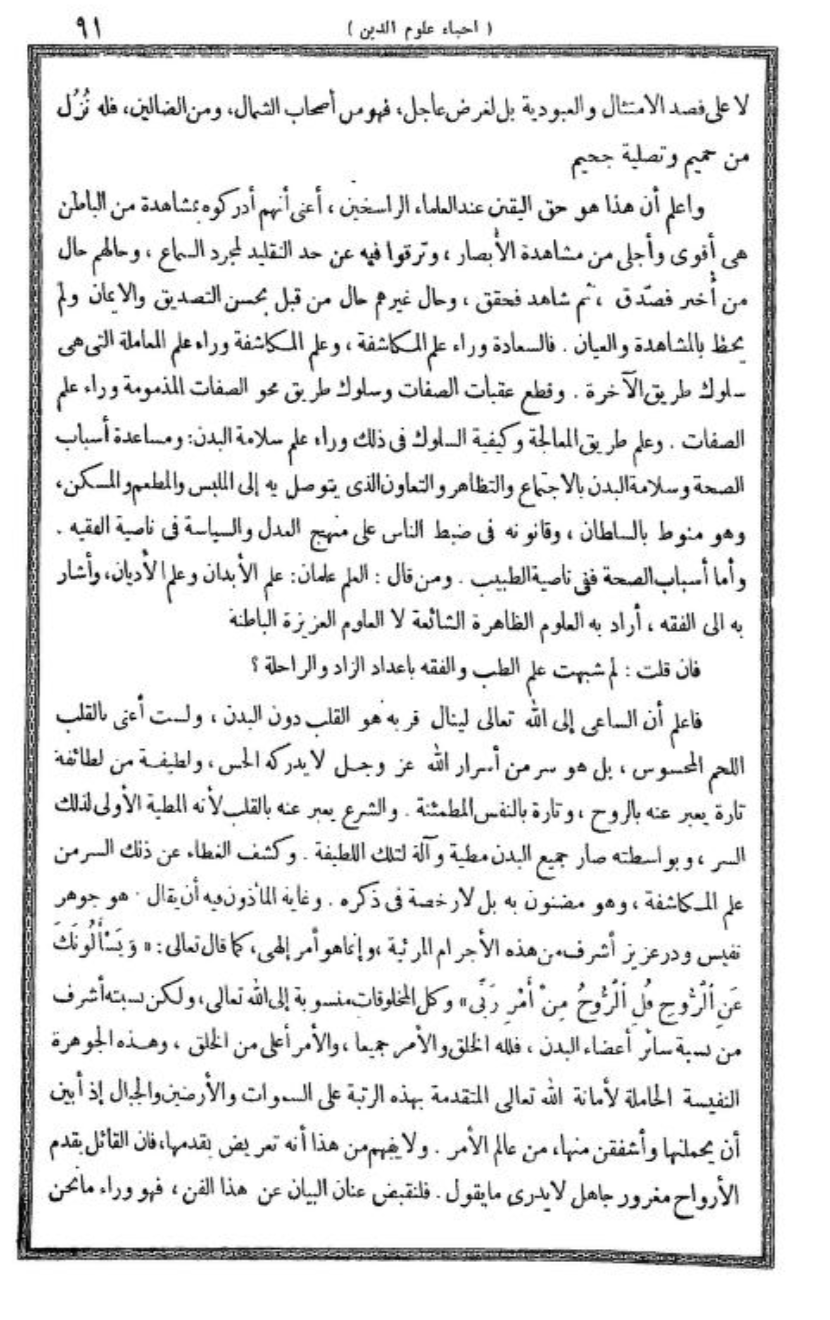 ٩١
( احياء علوم الدين )
لا على قصد الامتثال والعبودية بل لغرض عاجل، فهو من أصحاب الشمال، ومن الضالين، فله نُزُل
من حميم وتصلية جحيم
واعلم أن هذا هو حق اليقين عند العلماء الراسخين ، أعنى أنهم أدركوه بمشاهدة من الباطن
هى أقوى وأجلى من مشاهدة الأبصار ، وترقوا فيه عن حد التقليد لمجرد السماع ، وحالهم حال
من أُخبر فصدّق ، ثم شاهد فحقق ، وحال غيرهم حال من قبل بحسن التصديق والايمان ولم
يحظ بالمشاهدة والعيان . فالسعادة وراء علم المكاشفة ، وعلم المكاشفة وراء علم المعاملة التى هى
سلوك طريق الآخرة . وقطع عقبات الصفات وسلوك طريق محو الصفات المذمومة وراء علم
الصفات . وعلم طريق المعالجة وكيفية السلوك فى ذلك وراء علم سلامة البدن: ومساعدة أسباب
الصحة وسلامة البدن بالاجتماع والتظاهر والتعاون الذى يتوصل به إلى الملبس والمطعم والمسكن،
وهو منوط بالسلطان ، وقانونه فى ضبط الناس على منهج العدل والسياسة فى ناصية الفقيه .
وأما أسباب الصحة ففى ناصية الطبيب . ومن قال : العلم علمان: علم الأبدان وعلم الأديان، وأشار
به الى الفقه ، أراد به العلوم الظاهرة الشائعة لا العلوم العزيزة الباطنة
فان قلت : لم شبهت علم الطب والفقه باعداد الزاد والراحلة ؟
فاعلم أن الساعى إلى الله تعالى لينال قربه هو القلب دون البدن ، ولست أعنى بالقلب
اللحم المحسوس ، بل هو سر من أسرار الله عز وجل لا يدركه الحس ، ولطيفة من لطائفة
تارة يعبر عنه بالروح ، وتارة بالنفس المطمئنة . والشرع يعبر عنه بالقلب لأنه المطية الأولى لذلك
السر ، وبواسطته صار جميع البدن مطية وآلة لتلك اللطيفة . وكشف الغطاء عن ذلك السر من
علم المكاشفة ، وهو مضنون به بل لا رخصة فى ذكره . وغاية المأذون فيه أن يقال : هو جوهر
نفيس ودر عزيز أشرف من هذه الأجرام المرئية ،وإنما هو أمر إلهى، كما قال تعالى : « وَيَسْأَلُونَكَ
عَنِ ٱلرُّوحِ قُلِ ٱلرُّوحُ مِنْ أَمْرِ رَبِّى» وكل المخلوقات منسوبة إلى الله تعالى، ولكن نسبته أشرف
من نسبة سائر أعضاء البدن ، فلله الخلق والأمر جميعا ، والأمر أعلى من الخلق ، وهذه الجوهرة
النفيسة الحاملة لأمانة الله تعالى المتقدمة بهذه الرتبة على السموات والأرضين والجبال إذ أبين
أن يحملنها وأشفقن منها، من عالم الأمر . ولا يفهم من هذا أنه تعريض بقدمها، فان القائل بقدم
الأرواح مغرور جاهل لا يدرى ما يقول . فلنقبض عنان البيان عن هذا الفن ، فهو وراء ما نحن